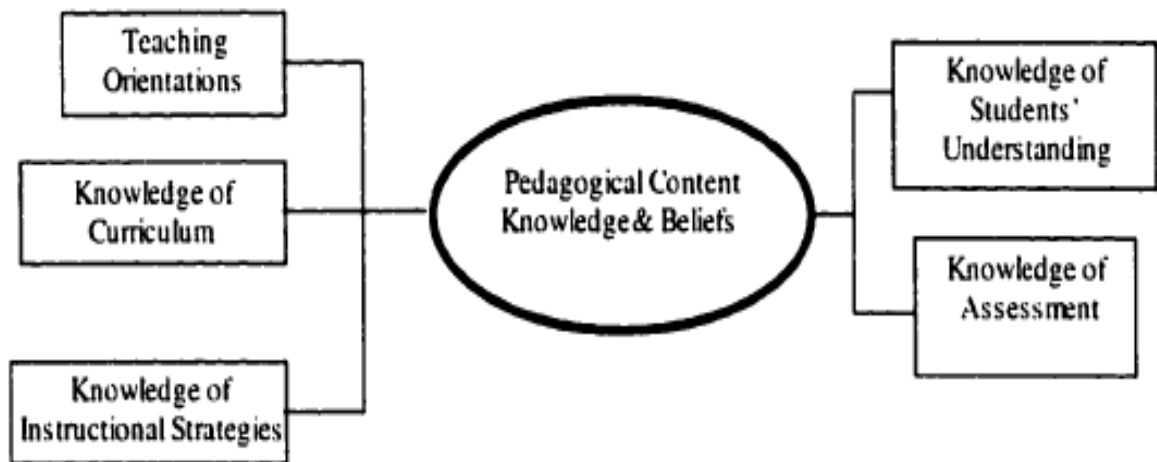 Teaching
Orientations
Knowledge of
Curriculum
Knowledge of
Instructional Strategies
Pedagogical Content
Knowledge & Beliefs
Knowledge of
Students'
Understanding
Knowledge of
Assessment